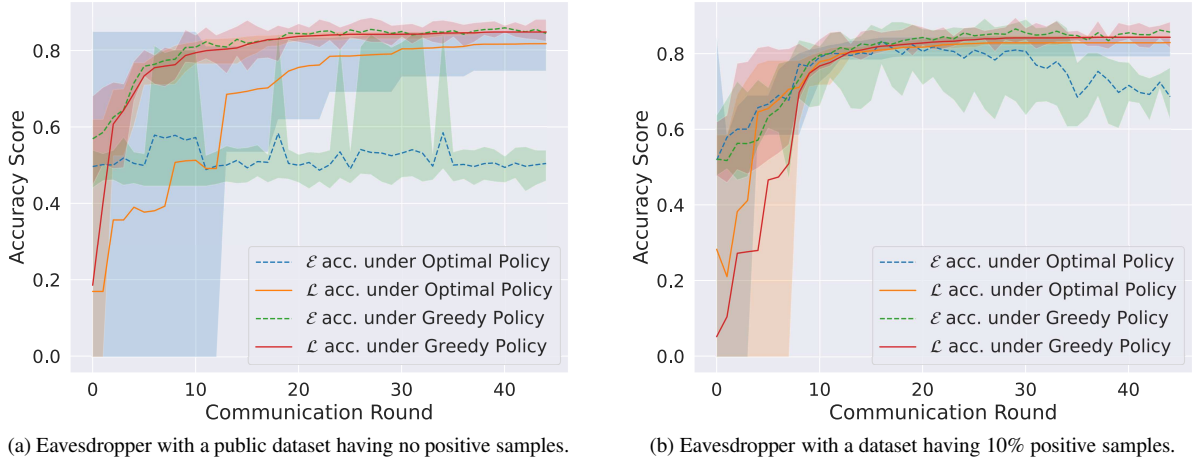 0.8
0.6
0.4
0.2
0.0
Accuracy Score
ℰ acc. under Optimal Policy
ℒ acc. under Optimal Policy
ℰ acc. under Greedy Policy
ℒ acc. under Greedy Policy
0 10 20 30 40
Communication Round
(a) Eavesdropper with a public dataset having no positive samples.
0.8
0.6
0.4
0.2
0.0
Accuracy Score
ℰ acc. under Optimal Policy
ℒ acc. under Optimal Policy
ℰ acc. under Greedy Policy
ℒ acc. under Greedy Policy
0 10 20 30 40
Communication Round
(b) Eavesdropper with a dataset having 10% positive samples.